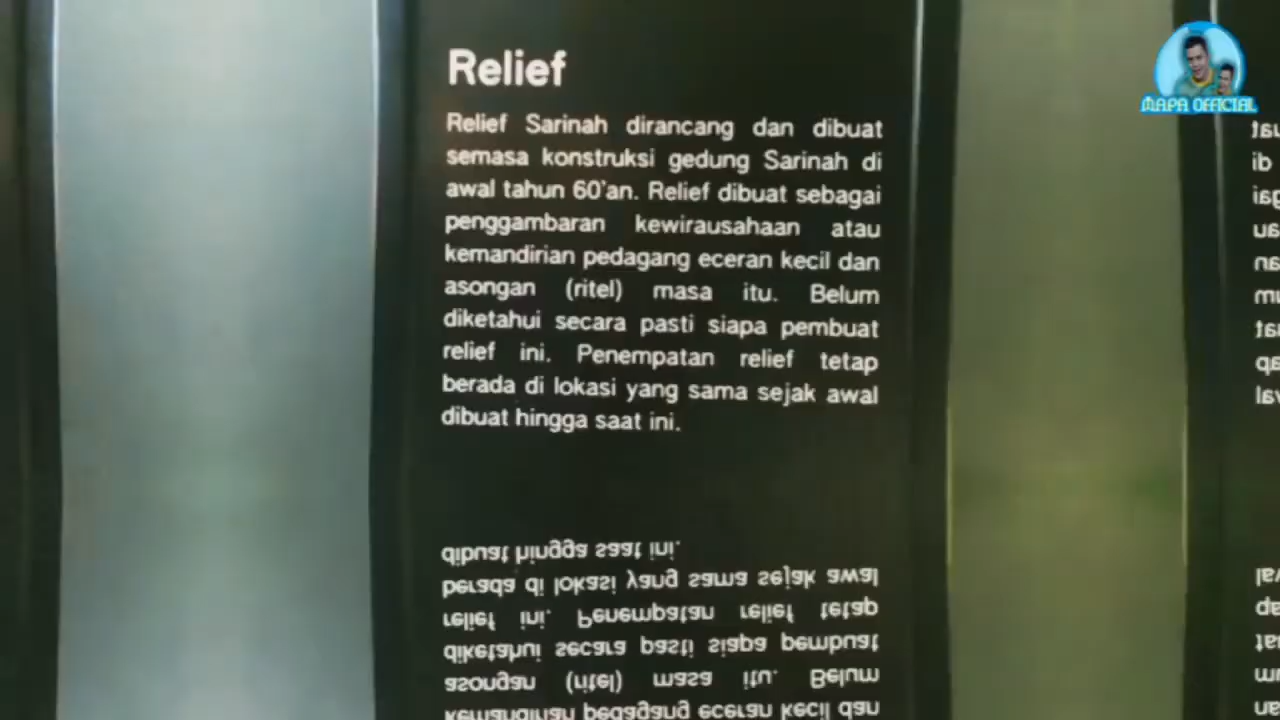 Relief
Relief Sarinah dirancang dan dibuat
semasa konstruksi gedung Sarinah di
awal tahun 60'an. Relief dibuat sebagai
penggambaran kewirausahaan atau
kemandirian pedagang eceran kecil dan
asongan (ritel) masa itu. Belum
diketahui secara pasti siapa pembuat
relief ini. Penempatan relief tetap
berada di lokasi yang sama sejak awal
dibuat hingga saat ini.
MAPA OFFICIAL